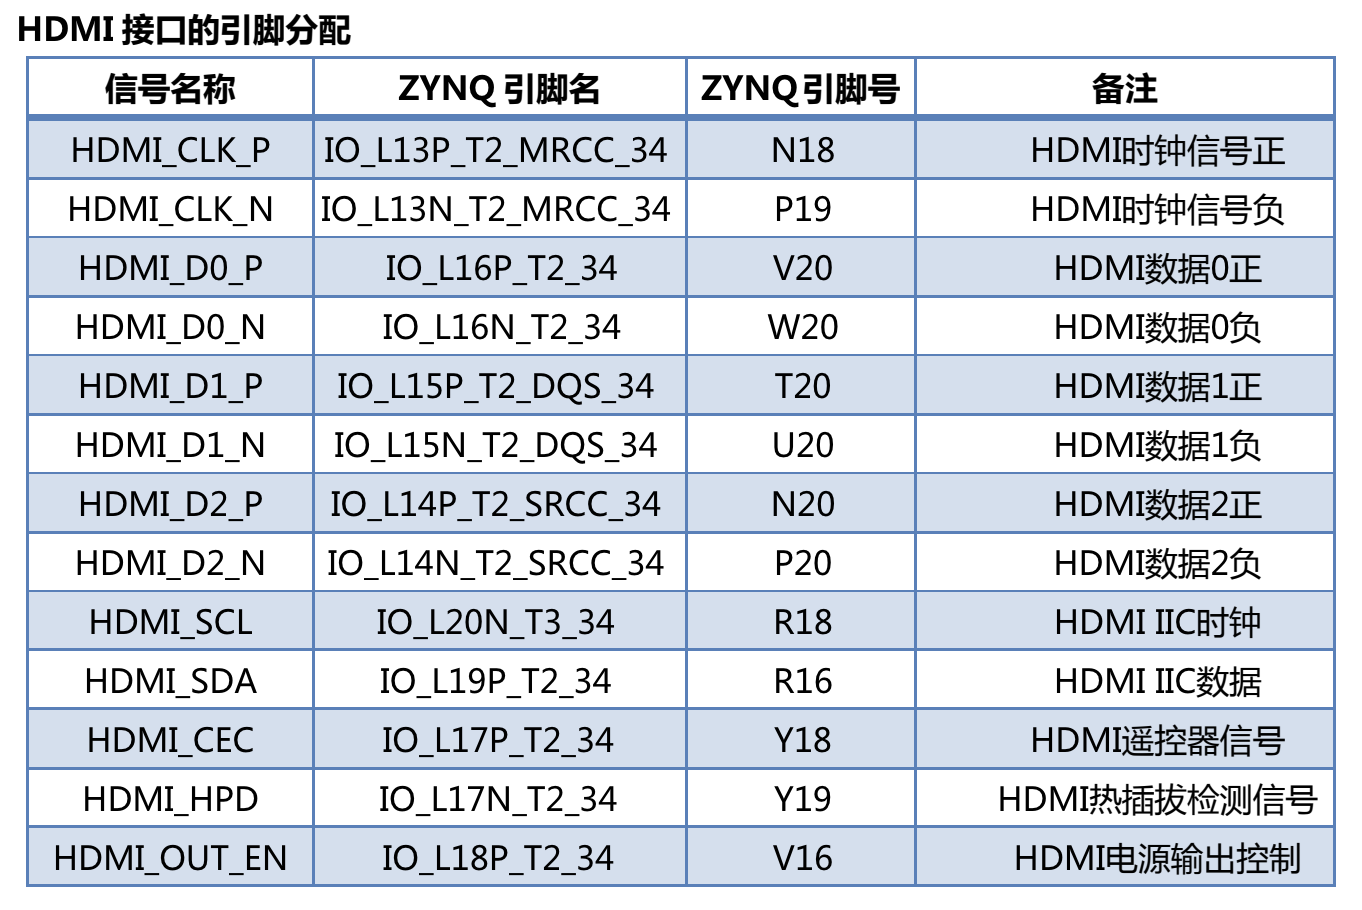 HDMI 接口的引脚分配
信号名称 ZYNQ 引脚名 ZYNQ引脚号 备注
HDMI_CLK_P IO_L13P_T2_MRCC_34 N18 HDMI时钟信号正
HDMI_CLK_N IO_L13N_T2_MRCC_34 P19 HDMI时钟信号负
HDMI_D0_P IO_L16P_T2_34 V20 HDMI数据0正
HDMI_D0_N IO_L16N_T2_34 W20 HDMI数据0负
HDMI_D1_P IO_L15P_T2_DQS_34 T20 HDMI数据1正
HDMI_D1_N IO_L15N_T2_DQS_34 U20 HDMI数据1负
HDMI_D2_P IO_L14P_T2_SRCC_34 N20 HDMI数据2正
HDMI_D2_N IO_L14N_T2_SRCC_34 P20 HDMI数据2负
HDMI_SCL IO_L20N_T3_34 R18 HDMI IIC时钟
HDMI_SDA IO_L19P_T2_34 R16 HDMI IIC数据
HDMI_CEC IO_L17P_T2_34 Y18 HDMI遥控器信号
HDMI_HPD IO_L17N_T2_34 Y19 HDMI热插拔检测信号
HDMI_OUT_EN IO_L18P_T2_34 V16 HDMI电源输出控制